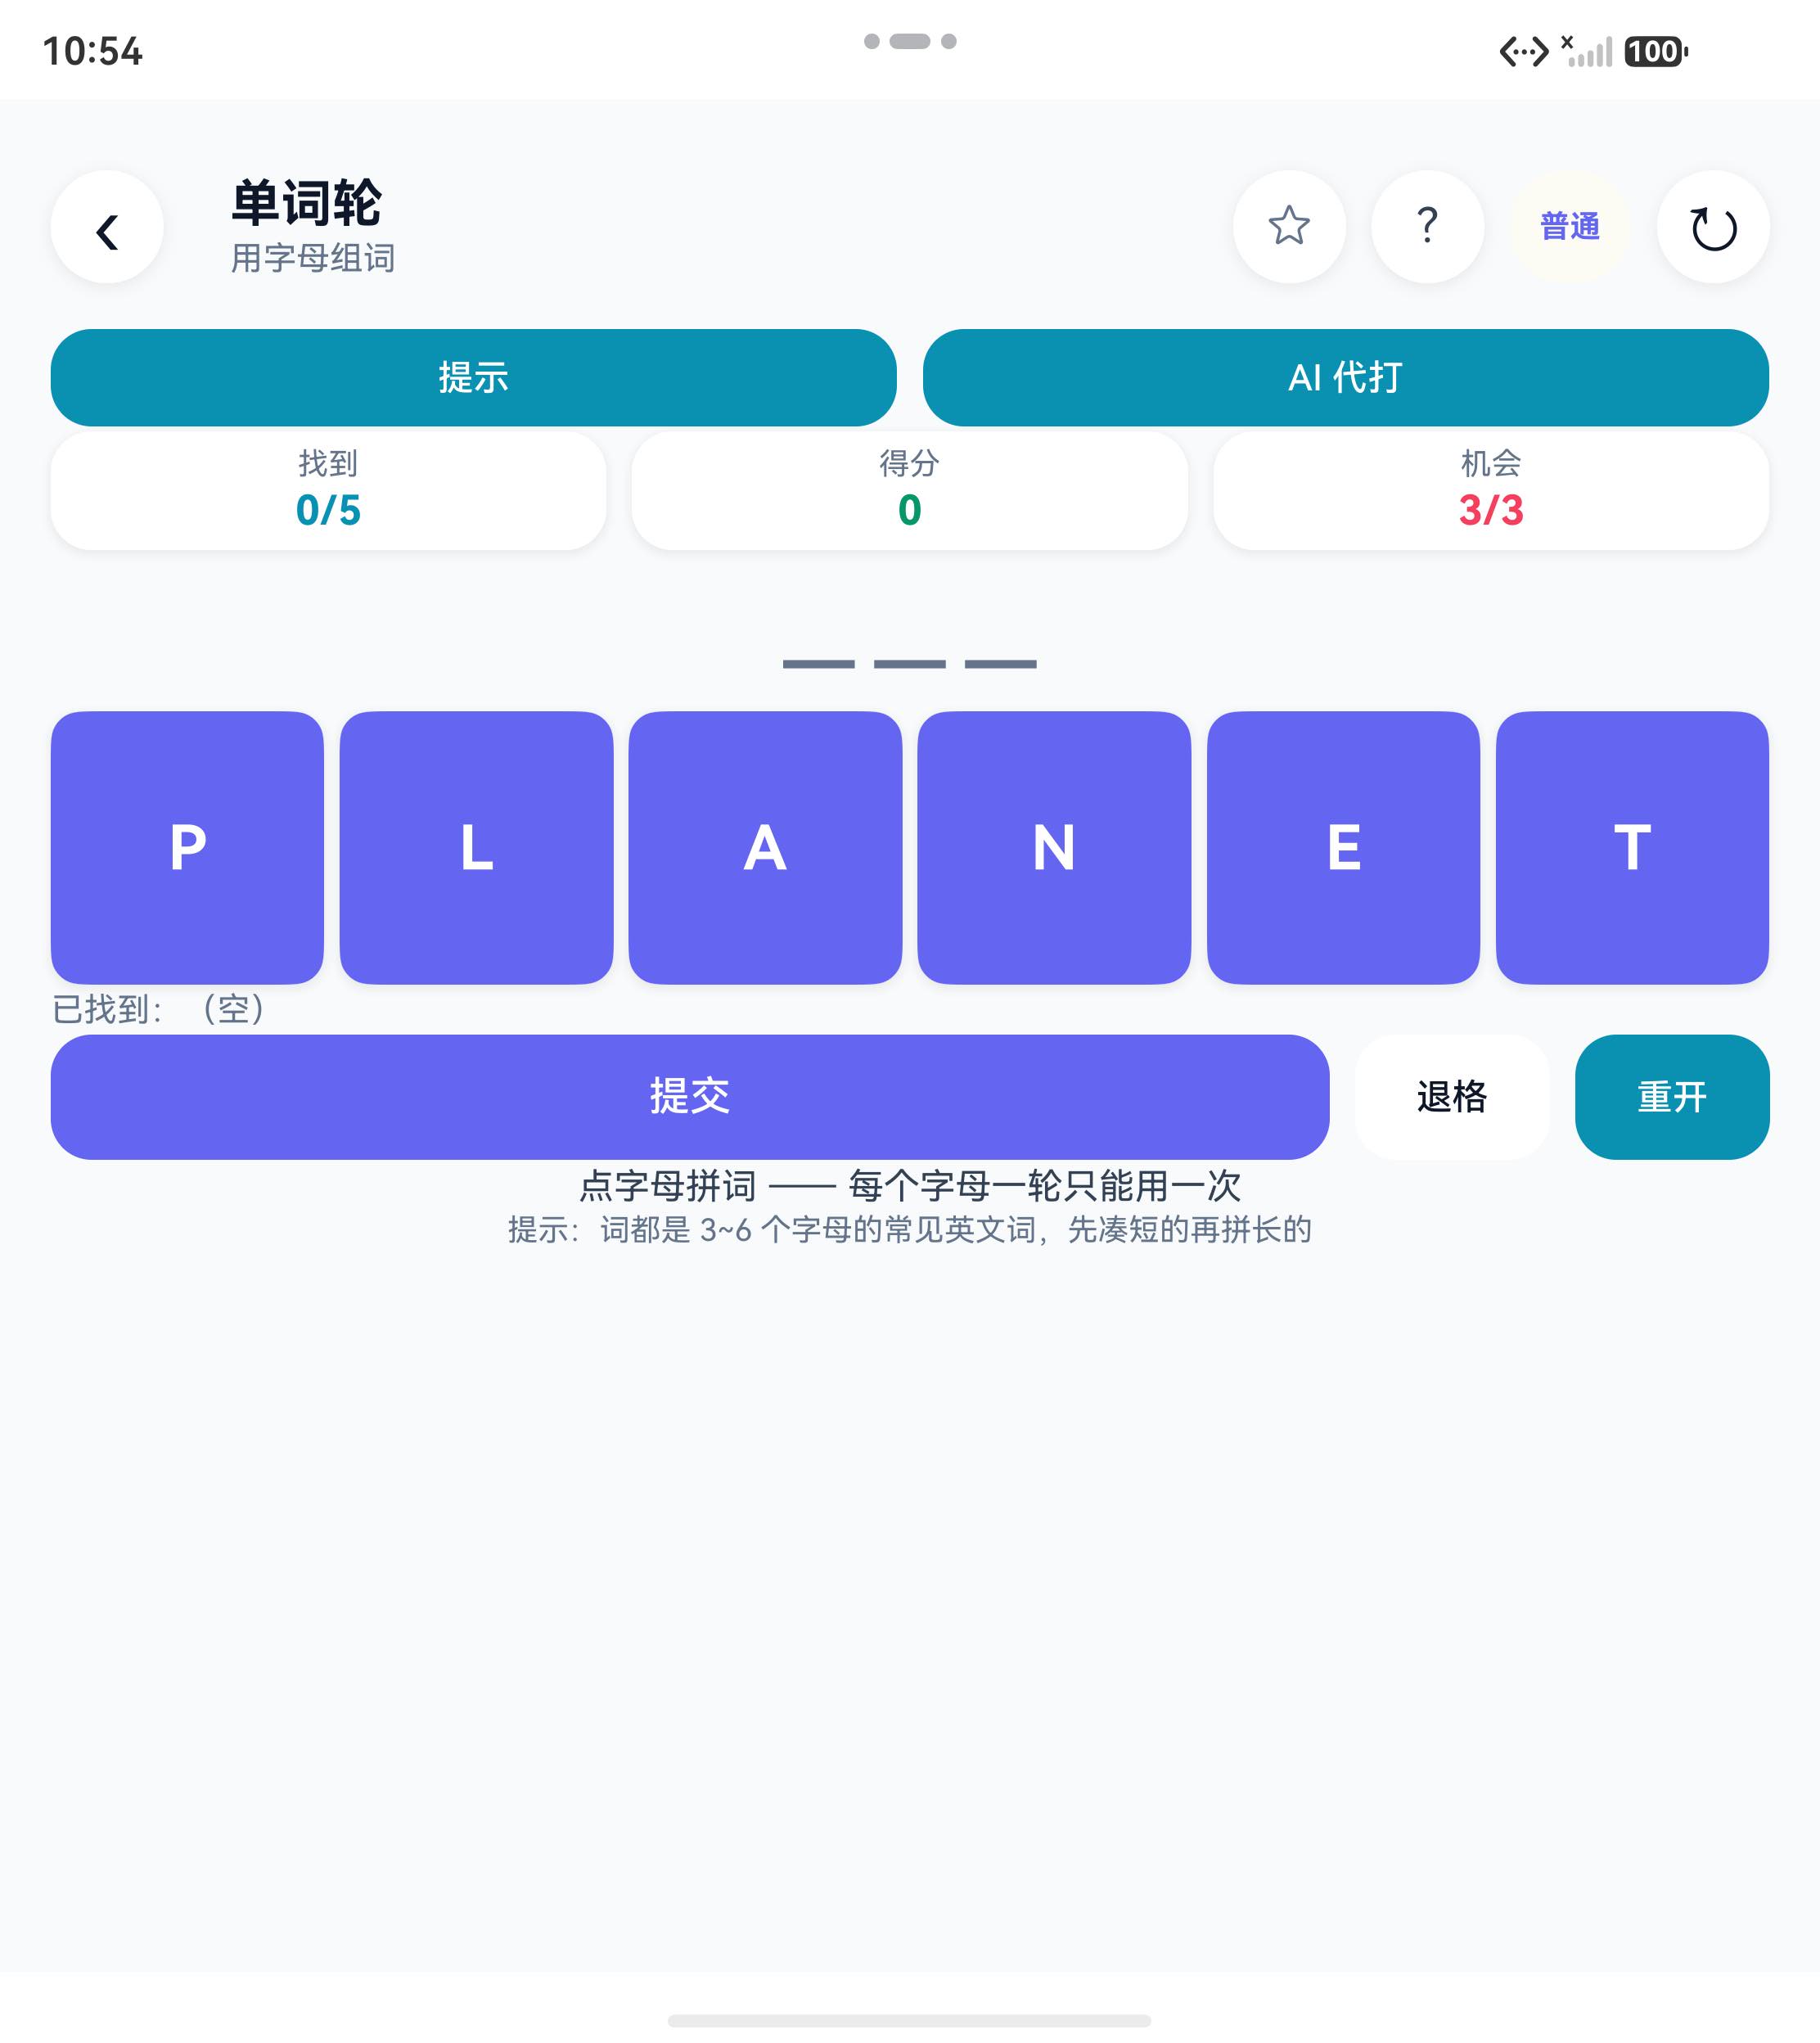 10:54
100
单词轮
用字母组词
?
普通
提示
AI 代打
找到
0/5
得分
0
机会
3/3
P L A N E T
已找到：（空）
提交
退格
重开
点字母拼词 —— 每个字母一轮只能用一次
提示：词都是 3~6 个字母的常见英文词，先凑短的再拼长的